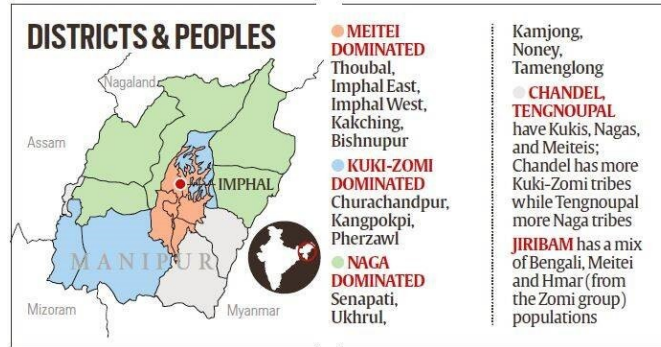 DISTRICTS & PEOPLES
Nagaland
Assam
IMPHAL
MANIPUR
Mizoram
Myanmar
MEITEI
DOMINATED
Thoubal,
Imphal East,
Imphal West,
Kakching,
Bishnupur
KUKI-ZOMI
DOMINATED
Churachandpur,
Kangpokpi,
Pherzawl
NAGA
DOMINATED
Senapati,
Ukhrul,
Kamjong,
Noney,
Tamenglong
CHANDEL,
TENGNOUPAL
have Kukis, Nagas,
and Meiteis;
Chandel has more
Kuki-Zomi tribes
while Tengnoupal
more Naga tribes
JIRIBAM has a mix
of Bengali, Meitei
and Hmar (from
the Zomi group)
populations